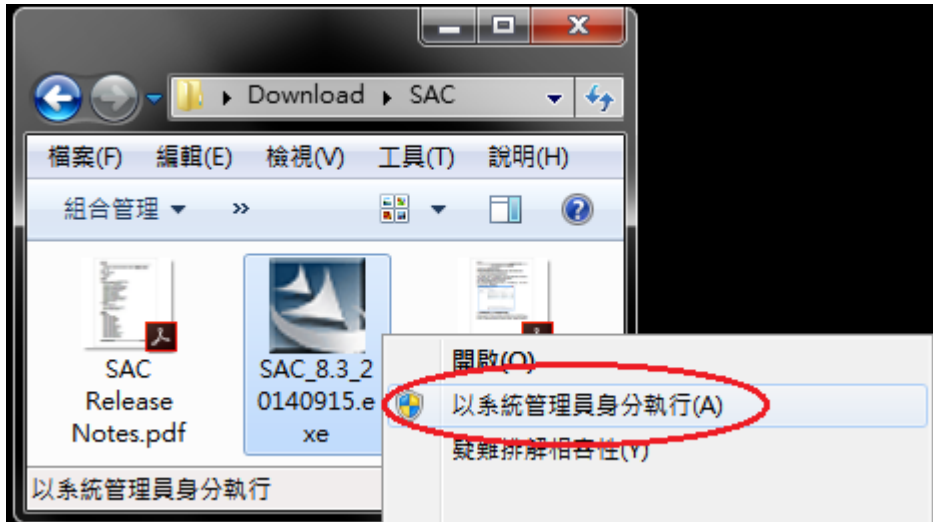 Download SAC
檔案(F) 編輯(E) 檢視(V) 工具(T) 說明(H)
組合管理 »
SAC
Release
Notes.pdf
SAC_8.3_2
0140915.e
xe
開啟(O)
以系統管理員身分執行(A)
疑難排解相容性(Y)
以系統管理員身分執行